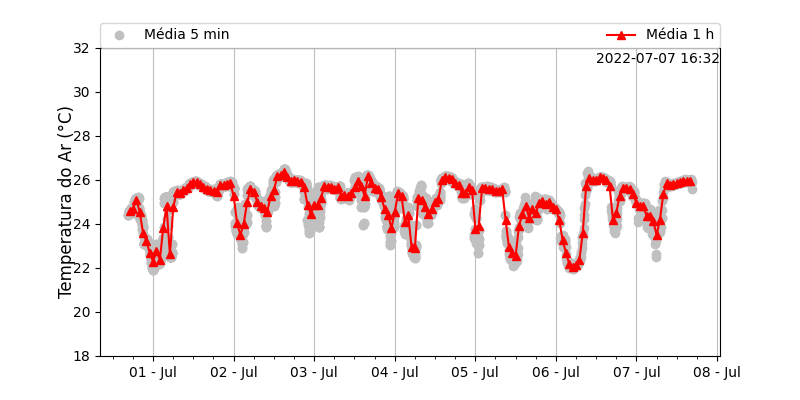 Média 5 min
Média 1 h
2022-07-07 16:32
Temperatura do Ar (°C)
32
30
28
26
24
22
20
18
01 - Jul
02 - Jul
03 - Jul
04 - Jul
05 - Jul
06 - Jul
07 - Jul
08 - Jul